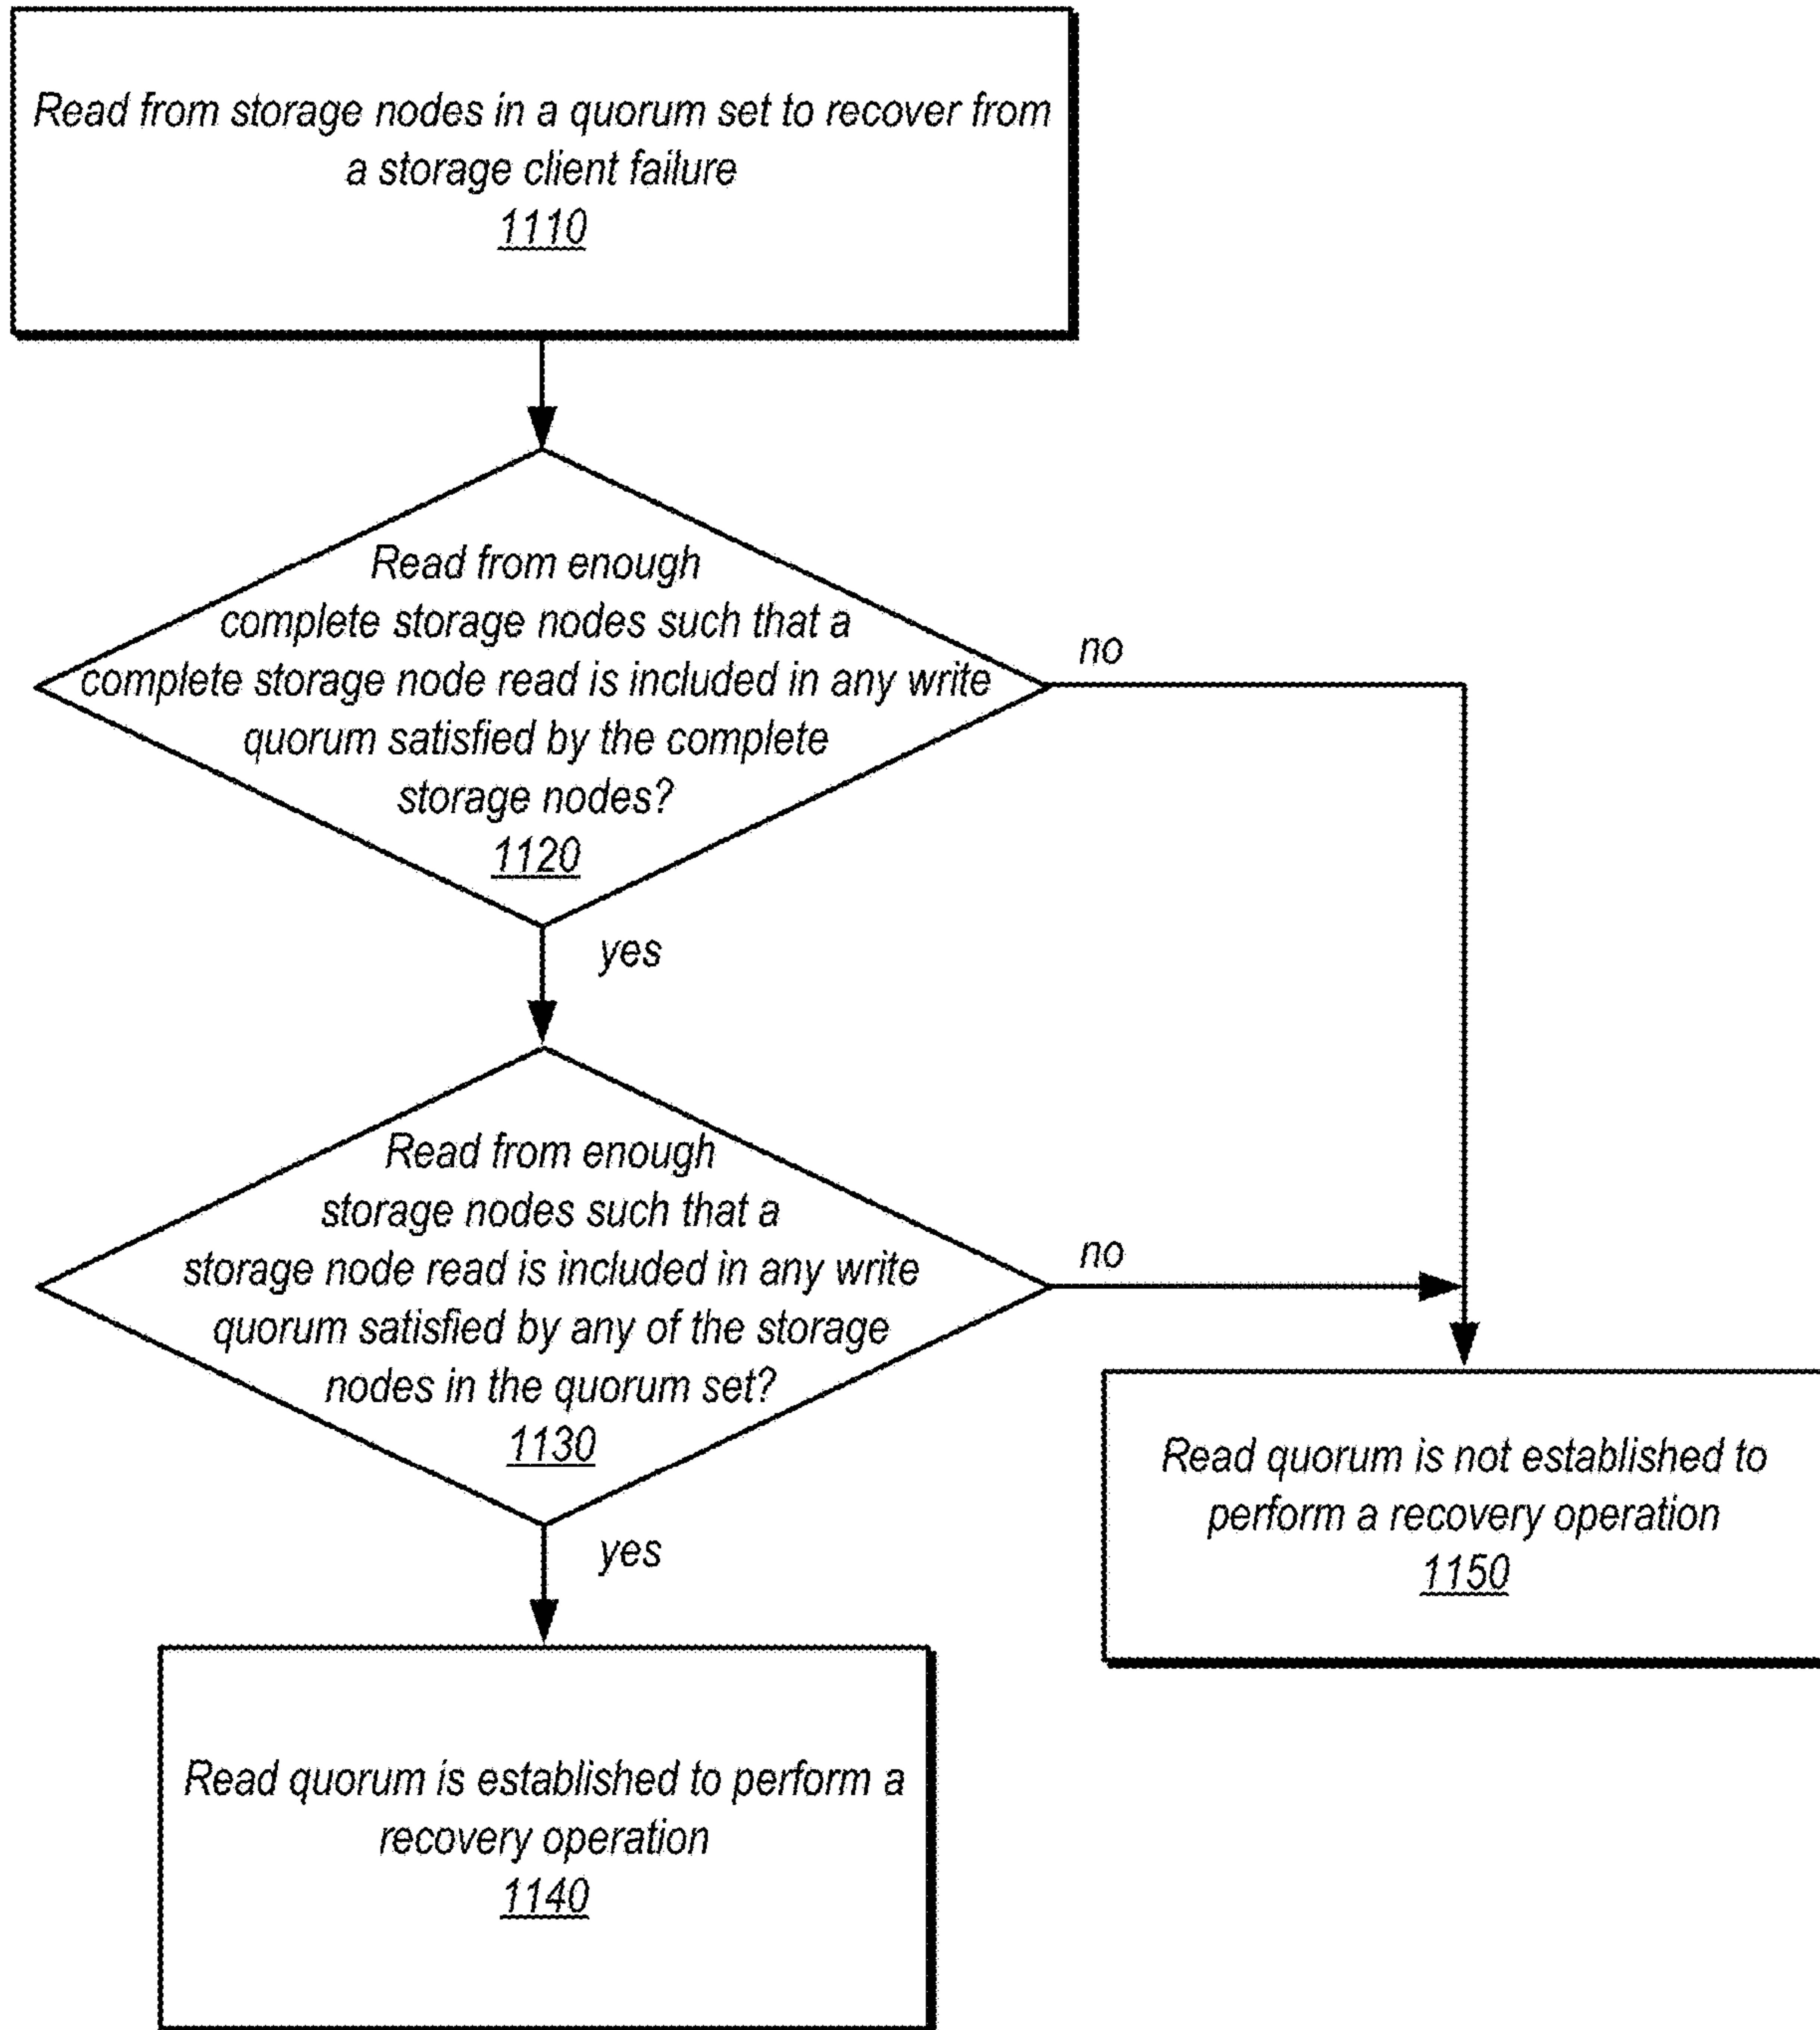 Read from storage nodes in a quorum set to recover from
a storage client failure
1110
Read from enough
complete storage nodes such that a
complete storage node read is included in any write
quorum satisfied by the complete
storage nodes?
1120
no
yes
Read from enough
storage nodes such that a
storage node read is included in any write
quorum satisfied by any of the storage
nodes in the quorum set?
1130
no
yes
Read quorum is not established to
perform a recovery operation
1150
Read quorum is established to perform a
recovery operation
1140